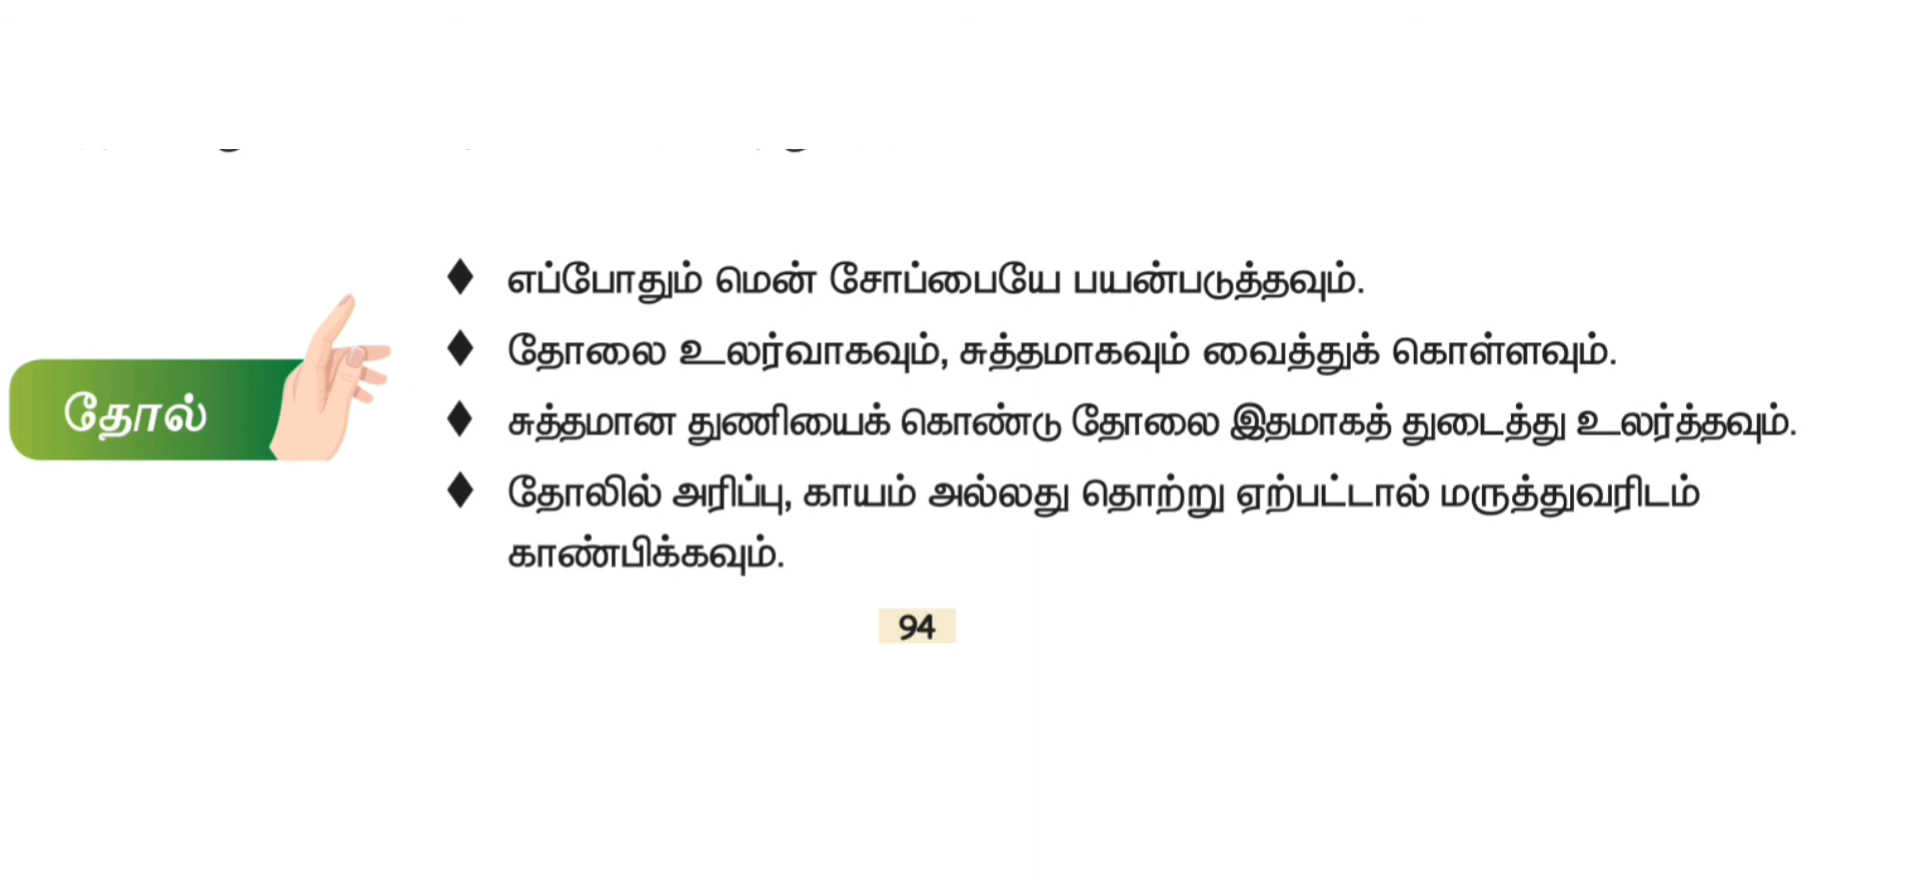 எப்போதும் மென் சோப்பையே பயன்படுத்தவும்.
தோலை உலர்வாகவும், சுத்தமாகவும் வைத்துக் கொள்ளவும்.
தோல்
சுத்தமான துணியைக் கொண்டு தோலை இதமாகத் துடைத்து உலர்த்தவும்.
தோலில் அரிப்பு, காயம் அல்லது தொற்று ஏற்பட்டால் மருத்துவரிடம்
காண்பிக்கவும்.
94